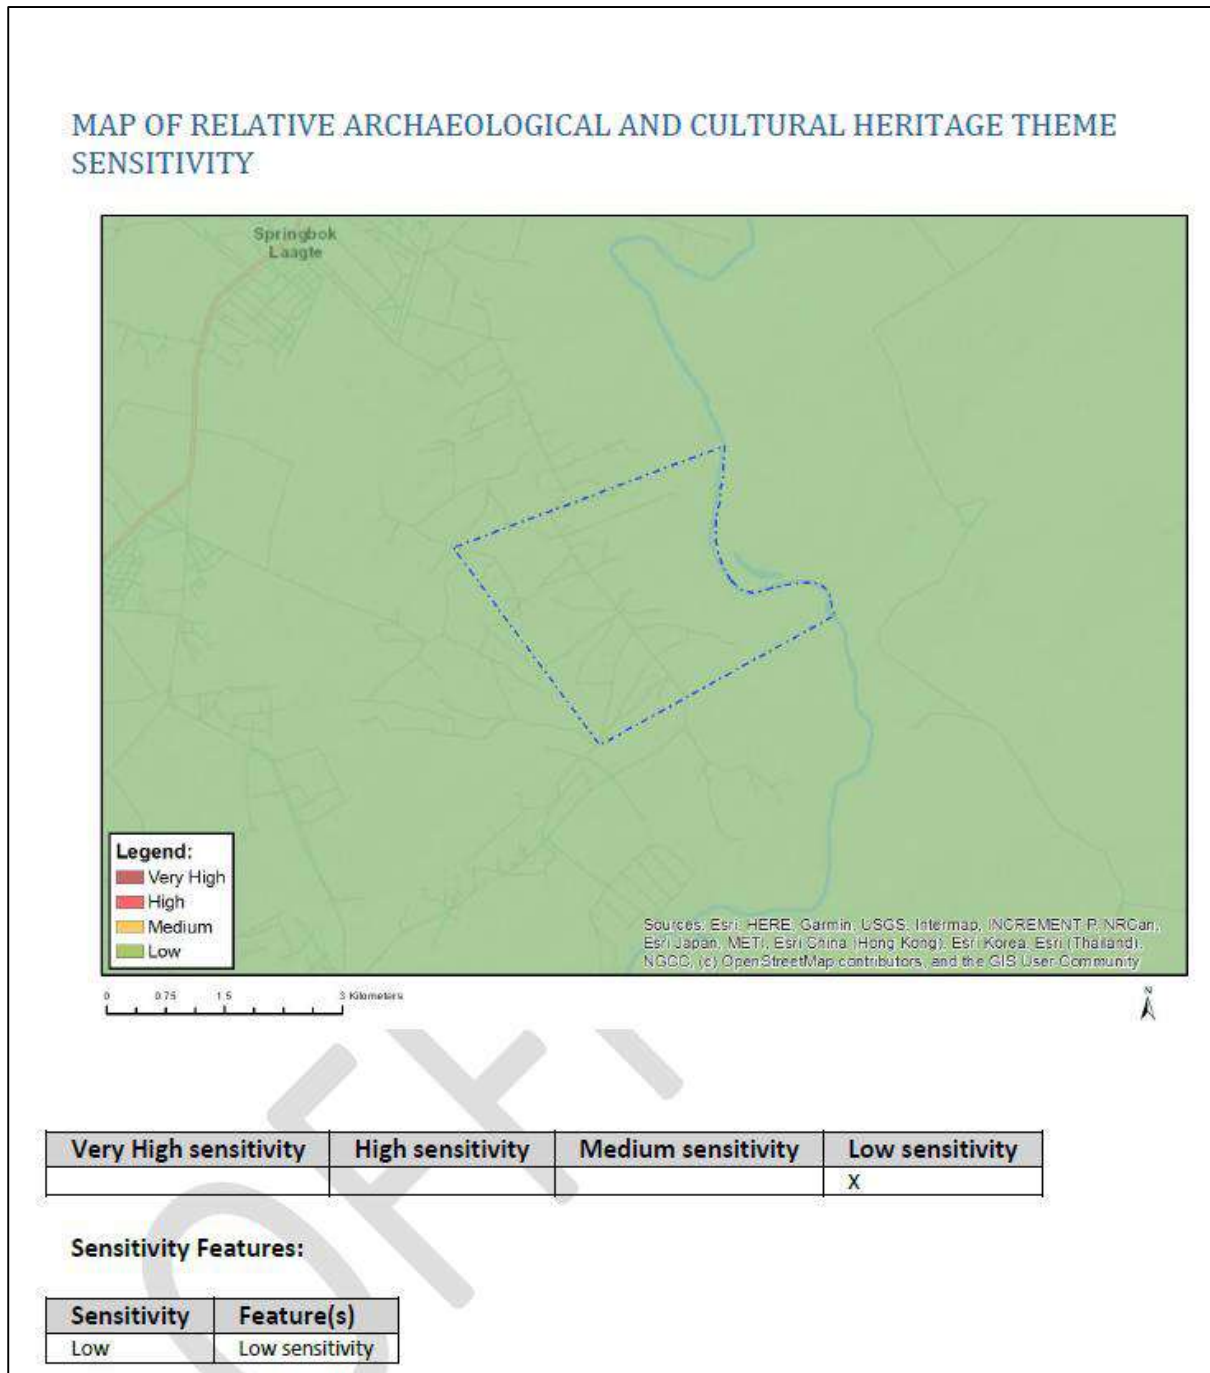 MAP OF RELATIVE ARCHAEOLOGICAL AND CULTURAL HERITAGE THEME
SENSITIVITY
Springbok
Laagte
Legend:
Very High
High
Medium
Low
Sources: Esri, HERE, Garmin, USGS, Intermap, INCREMENT P, NRCan,
Esri Japan, METI, Esri China (Hong Kong), Esri Korea, Esri (Thailand),
NGCC, (c) OpenStreetMap contributors, and the GIS User Community
0 0.75 1.5 3 Kilometers
N
Very High sensitivity High sensitivity Medium sensitivity Low sensitivity
X
Sensitivity Features:
Sensitivity Feature(s)
Low Low sensitivity